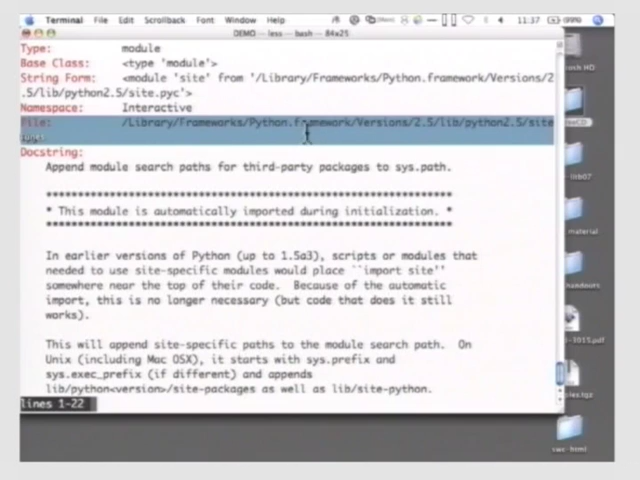 Terminal File Edit Scrollback Font Window Help 11:37
DEMO — less — bash — 84x25
Type: module
Base Class: <type 'module'>
String Form: <module 'site' from '/Library/Frameworks/Python.framework/Versions/2
.5/lib/python2.5/site.pyc'>
Namespace: Interactive
File: /Library/Frameworks/Python.framework/Versions/2.5/lib/python2.5/site
Docstring:
Append module search paths for third-party packages to sys.path.
****************************************************************
* This module is automatically imported during initialization. *
****************************************************************
In earlier versions of Python (up to 1.5a3), scripts or modules that
needed to use site-specific modules would place ``import site''
somewhere near the top of their code. Because of the automatic
import, this is no longer necessary (but code that does it still
works).
This will append site-specific paths to the module search path. On
Unix (including Mac OSX), it starts with sys.prefix and
sys.exec_prefix (if different) and appends
lib/python<version>/site-packages as well as lib/site-python.
lines 1-22
material